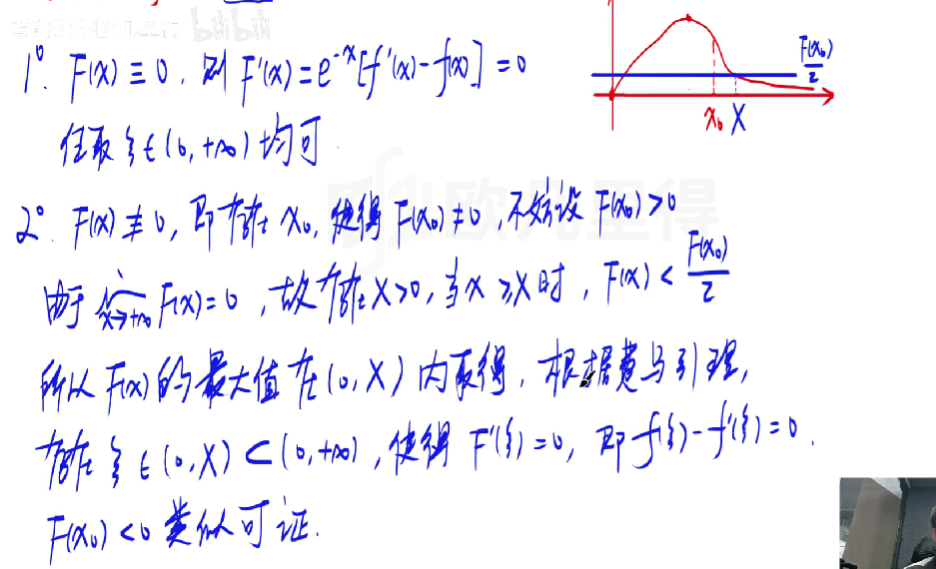 bilibili
1°. F(x) ≡ 0, 则 F'(x) = e^{-x}[f'(x) - f(x)] = 0
任取 ξ ∈ (0, +∞) 均可
2°. F(x) ≢ 0, 即存在 x₀, 使得 F(x₀) ≠ 0, 不妨设 F(x₀) > 0
由于 lim_{x→+∞} F(x) = 0, 故存在 X > 0, 当 x ⩾ X 时, F(x) < F(x₀)/2
所以 F(x) 的最大值在 (0, X) 内取得. 根据费马引理,
存在 ξ ∈ (0, X) ⊂ (0, +∞), 使得 F'(ξ) = 0, 即 f(ξ) - f'(ξ) = 0.
F(x₀) < 0 类似可证.
F(x₀)/2
x₀ X